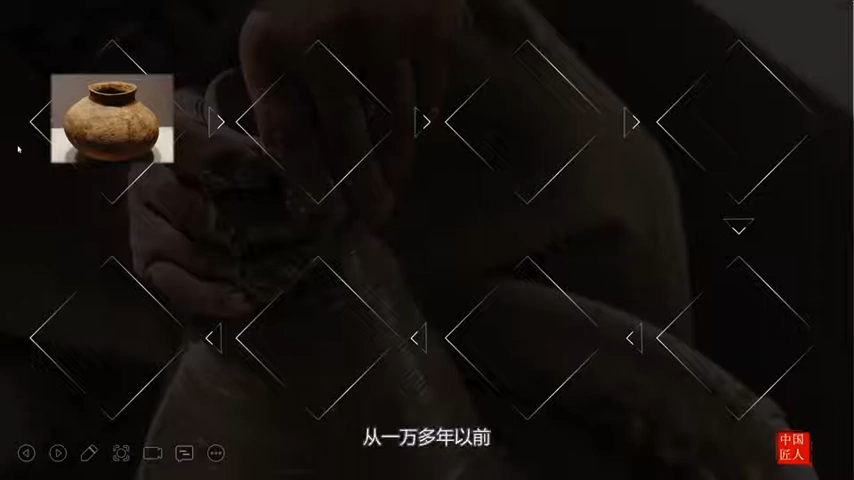 从一万多年以前
中国
匠人